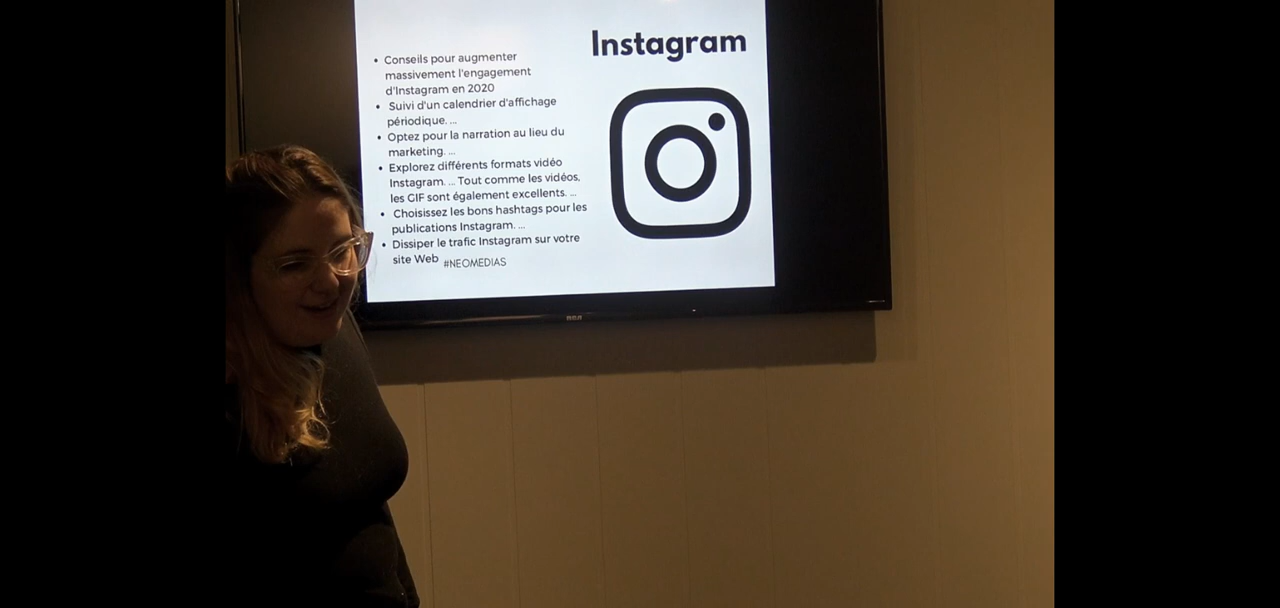 Instagram
• Conseils pour augmenter
massivement l'engagement
d'Instagram en 2020
• Suivi d'un calendrier d'affichage
périodique. ...
• Optez pour la narration au lieu du
marketing. ...
• Explorez différents formats vidéo
Instagram. ... Tout comme les vidéos,
les GIF sont également excellents. ...
• Choisissez les bons hashtags pour les
publications Instagram. ...
• Dissiper le trafic Instagram sur votre
site Web #NEOMEDIAS
RCA